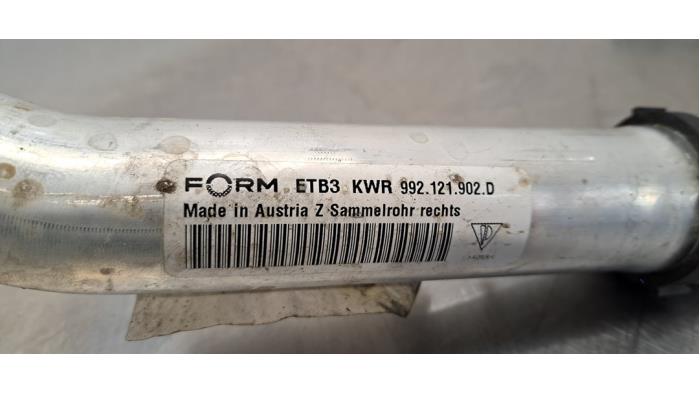 FORM ETB3 KWR 992.121.902.D
Made in Austria Z Sammelrohr rechts